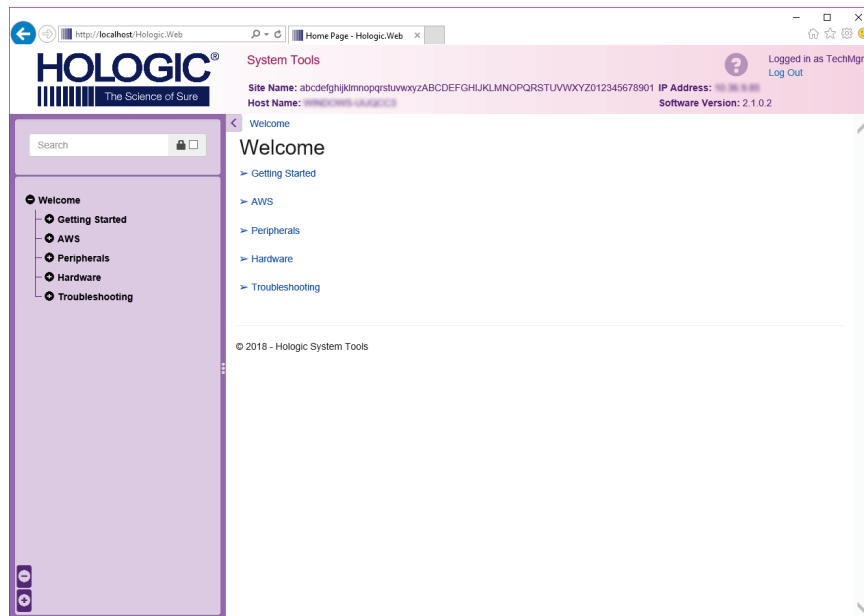 http://localhost/Hologic.Web
Home Page - Hologic.Web
HOLOGIC®
The Science of Sure
System Tools
Logged in as TechMgr
Log Out
Site Name: abcdefghijklmnopqrstuvwxyzABCDEFGHIJKLMNOPQRSTUVWXYZ012345678901 IP Address:
Host Name:
Software Version: 2.1.0.2
Search
Welcome
Getting Started
AWS
Peripherals
Hardware
Troubleshooting
Welcome
Welcome
➢ Getting Started
➢ AWS
➢ Peripherals
➢ Hardware
➢ Troubleshooting
© 2018 - Hologic System Tools